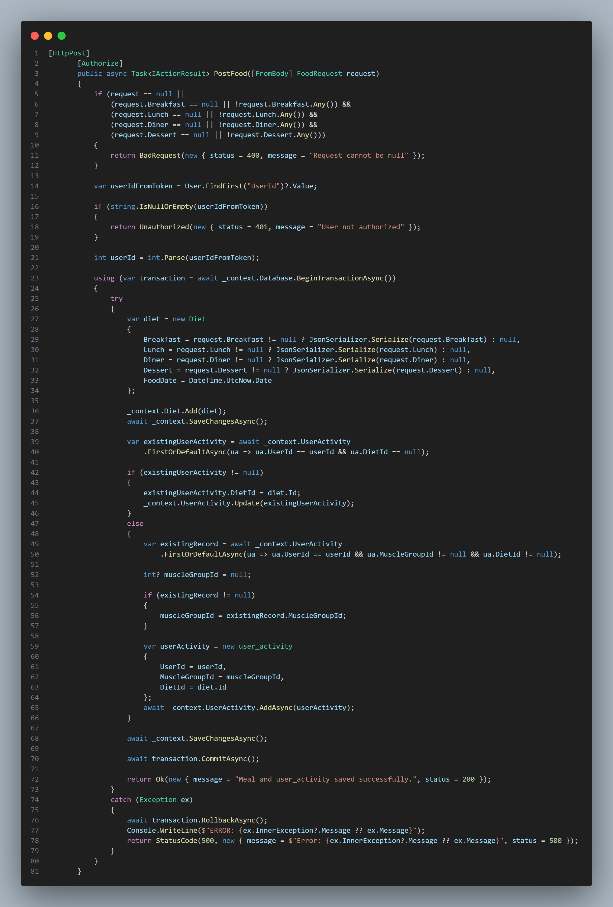 1 [HttpPost]
2 [Authorize]
3 public async Task<IActionResult> PostFood([FromBody] FoodRequest request)
4 {
5 if (request == null ||
6 (request.Breakfast == null || !request.Breakfast.Any()) &&
7 (request.Lunch == null || !request.Lunch.Any()) &&
8 (request.Diner == null || !request.Diner.Any()) &&
9 (request.Dessert == null || !request.Dessert.Any()))
10 {
11 return BadRequest(new { status = 400, message = "Request cannot be null" });
12 }
13
14 var userIdFromToken = User.FindFirst("UserId")?.Value;
15
16 if (string.IsNullOrEmpty(userIdFromToken))
17 {
18 return Unauthorized(new { status = 401, message = "User not authorized" });
19 }
20
21 int userId = int.Parse(userIdFromToken);
22
23 using (var transaction = await _context.Database.BeginTransactionAsync())
24 {
25 try
26 {
27 var diet = new Diet
28 {
29 Breakfast = request.Breakfast != null ? JsonSerializer.Serialize(request.Breakfast) : null,
30 Lunch = request.Lunch != null ? JsonSerializer.Serialize(request.Lunch) : null,
31 Diner = request.Diner != null ? JsonSerializer.Serialize(request.Diner) : null,
32 Dessert = request.Dessert != null ? JsonSerializer.Serialize(request.Dessert) : null,
33 FoodDate = DateTime.UtcNow.Date
34 };
35
36 _context.Diet.Add(diet);
37 await _context.SaveChangesAsync();
38
39 var existingUserActivity = await _context.UserActivity
40 .FirstOrDefaultAsync(ua => ua.UserId == userId && ua.DietId == null);
41
42 if (existingUserActivity != null)
43 {
44 existingUserActivity.DietId = diet.Id;
45 _context.UserActivity.Update(existingUserActivity);
46 }
47 else
48 {
49 var existingRecord = await _context.UserActivity
50 .FirstOrDefaultAsync(ua => ua.UserId == userId && ua.MuscleGroupId != null && ua.DietId != null);
51
52 int? muscleGroupId = null;
53
54 if (existingRecord != null)
55 {
56 muscleGroupId = existingRecord.MuscleGroupId;
57 }
58
59 var userActivity = new user_activity
60 {
61 UserId = userId,
62 MuscleGroupId = muscleGroupId,
63 DietId = diet.Id
64 };
65 await _context.UserActivity.AddAsync(userActivity);
66 }
67
68 await _context.SaveChangesAsync();
69
70 await transaction.CommitAsync();
71
72 return Ok(new { message = "Meal and user_activity saved successfully.", status = 200 });
73 }
74 catch (Exception ex)
75 {
76 await transaction.RollbackAsync();
77 Console.WriteLine($"ERROR: {ex.InnerException?.Message ?? ex.Message}");
78 return StatusCode(500, new { message = $"Error: {ex.InnerException?.Message ?? ex.Message}", status = 500 });
79 }
80 }
81 }